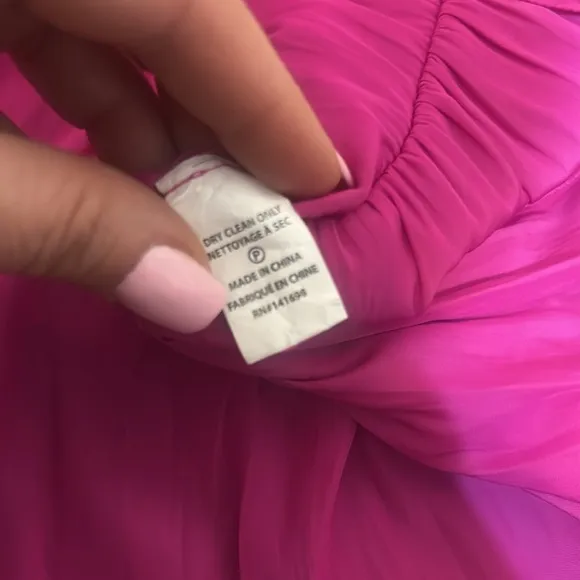 DRY CLEAN ONLY
NETTOYAGE À SEC
P
MADE IN CHINA
FABRIQUÉ EN CHINE
RN#141698